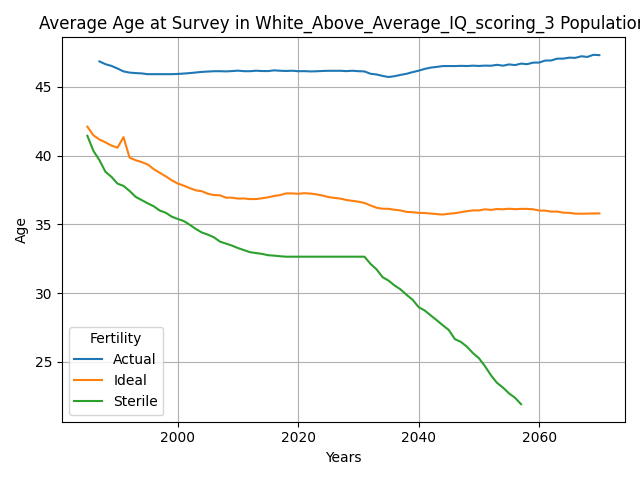 Average Age at Survey in White_Above_Average_IQ_scoring_3 Population
Age
45
40
35
30
25
Fertility
Actual
Ideal
Sterile
2000 2020 2040 2060
Years